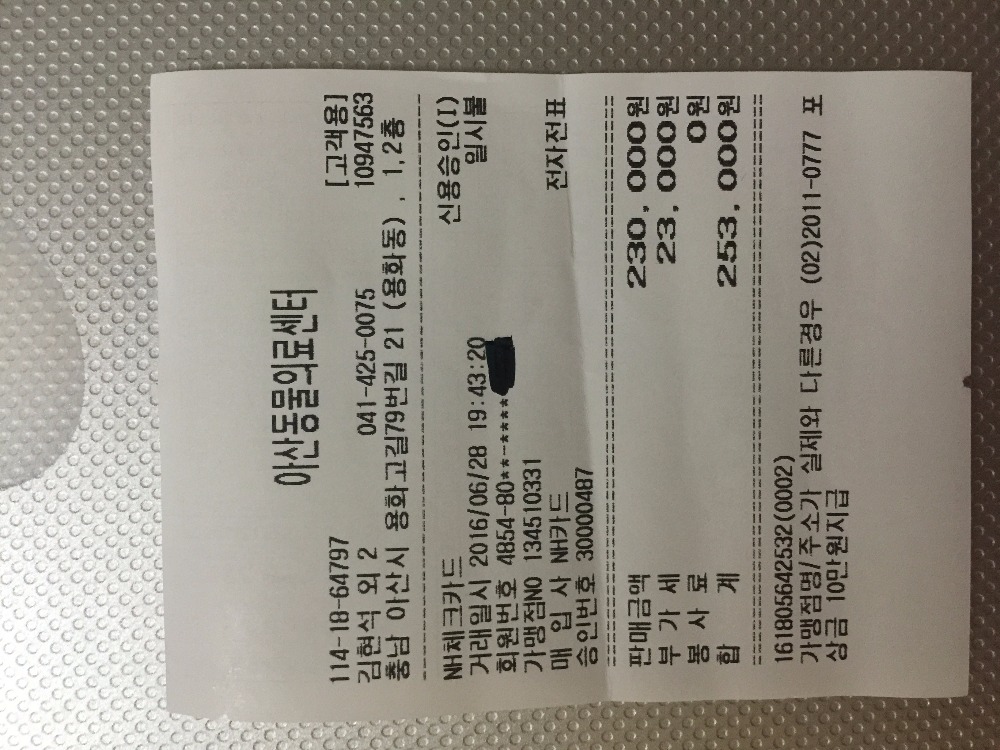 아산동물의료센터
114-18-64797 [고객용]
김현석 외 2 041-425-0075 10947563
충남 아산시 용화고길79번길 21 (용화동) , 1,2층
NH체크카드 신용승인(I)
거래일시 2016/06/28 19:43:20 일시불
회원번호 4854-80**-****
가맹점NO 134510331
매 입 사 NH카드 전자전표
승인번호 30000487
판매금액 230,000원
부 가 세 23,000원
봉 사 료 0원
합 계 253,000원
161805642532(0002)
가맹점명/주소가 실제와 다른경우 (02)2011-0777 포
상금 10만원지급